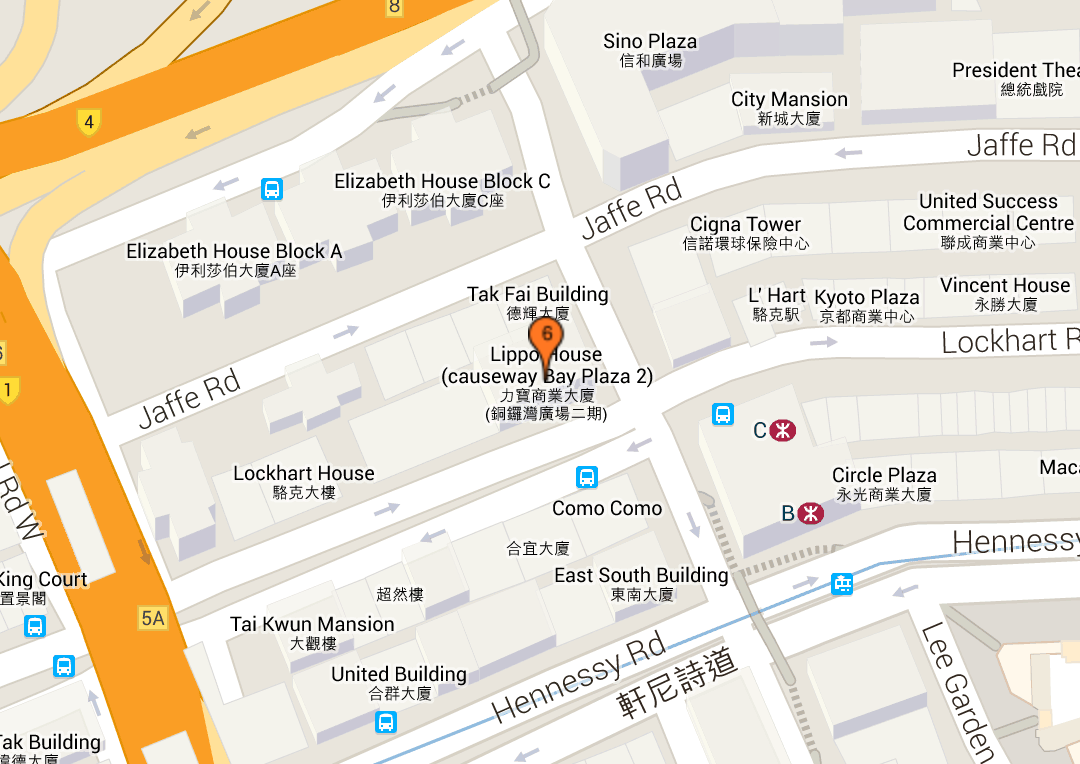 8
Sino Plaza
信和廣場
President Thea
總統戲院
City Mansion
新城大廈
4
Jaffe Rd
Elizabeth House Block C
伊利莎伯大廈C座
Jaffe Rd
United Success
Commercial Centre
聯成商業中心
Cigna Tower
信諾環球保險中心
Elizabeth House Block A
伊利莎伯大廈A座
Tak Fai Building
德輝大廈
L' Hart
駱克駅
Kyoto Plaza
京都商業中心
Vincent House
永勝大廈
6
Lippo House
(causeway Bay Plaza 2)
力寶商業大廈
(銅鑼灣廣場二期)
Lockhart R
6
1
Jaffe Rd
C
Lockhart House
駱克大樓
Circle Plaza
永光商業大廈
Maca
Como Como
B
l Rd W
合宜大廈
Hennessy
King Court
置景閣
East South Building
東南大廈
超然樓
5A
Tai Kwun Mansion
大觀樓
United Building
合群大廈
Hennessy Rd
軒尼詩道
Lee Garden
Tak Building
偉德大廈